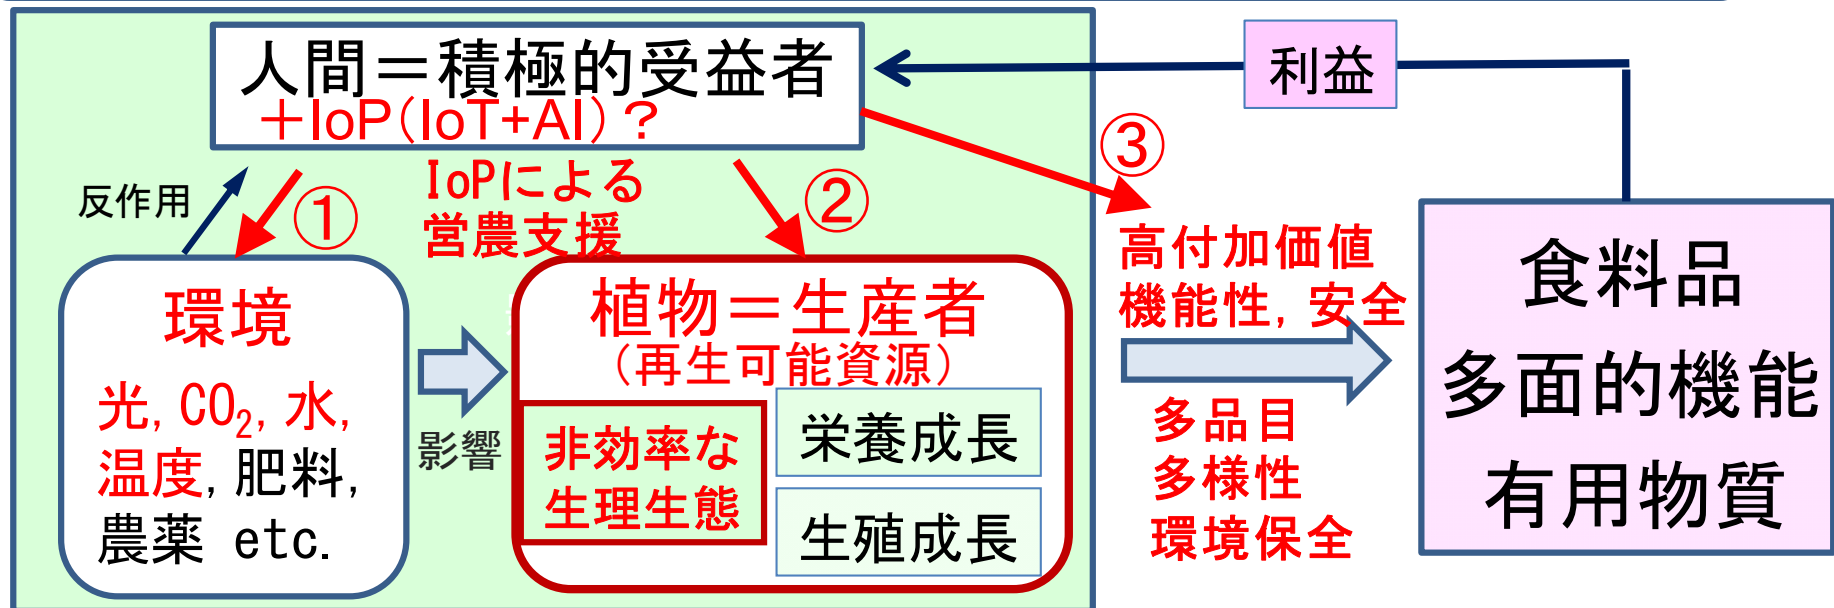 人間＝積極的受益者
＋IoP(IoT+AI)？
利益
反作用
①
IoPによる
営農支援
②
③
環境
光, CO₂, 水,
温度, 肥料,
農薬 etc.
影響
植物＝生産者
(再生可能資源)
非効率な
生理生態
栄養成長
生殖成長
高付加価値
機能性, 安全
多品目
多様性
環境保全
食料品
多面的機能
有用物質